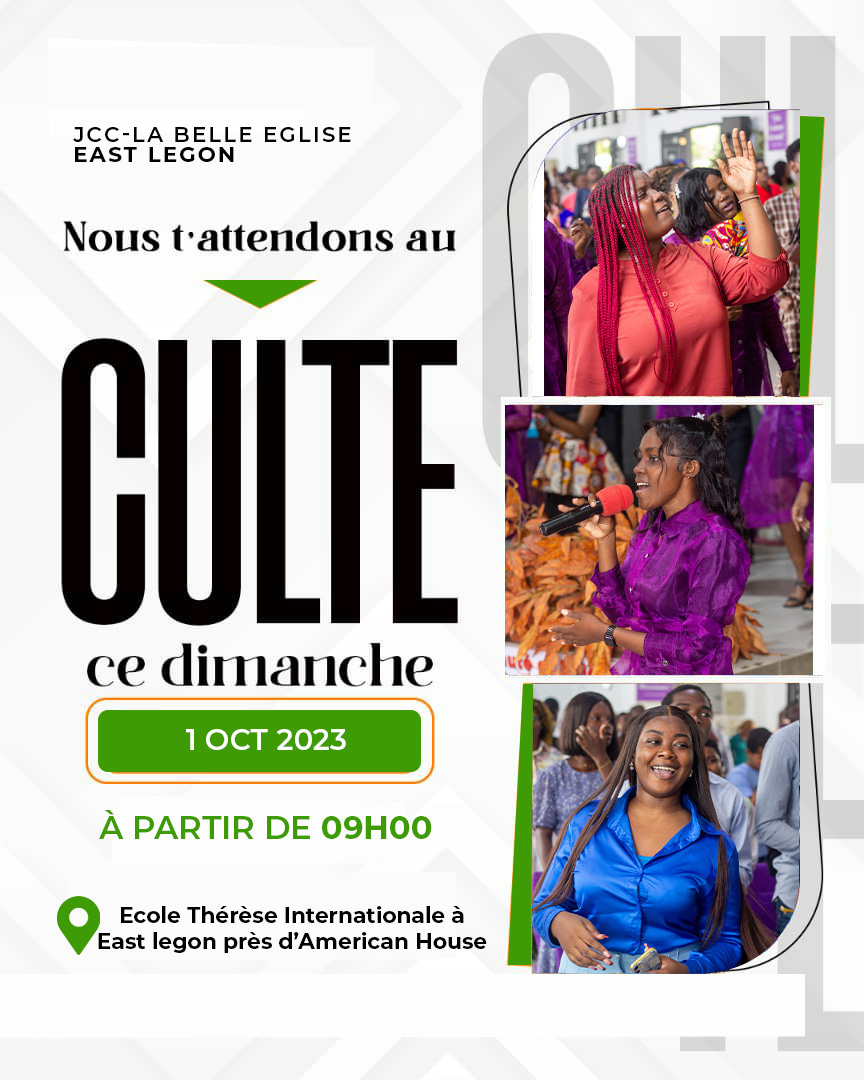 JCC-LA BELLE EGLISE
EAST LEGON
Nous t'attendons au
CULTE
ce dimanche
1 OCT 2023
À PARTIR DE 09H00
Ecole Thérèse Internationale à
East legon près d'American House